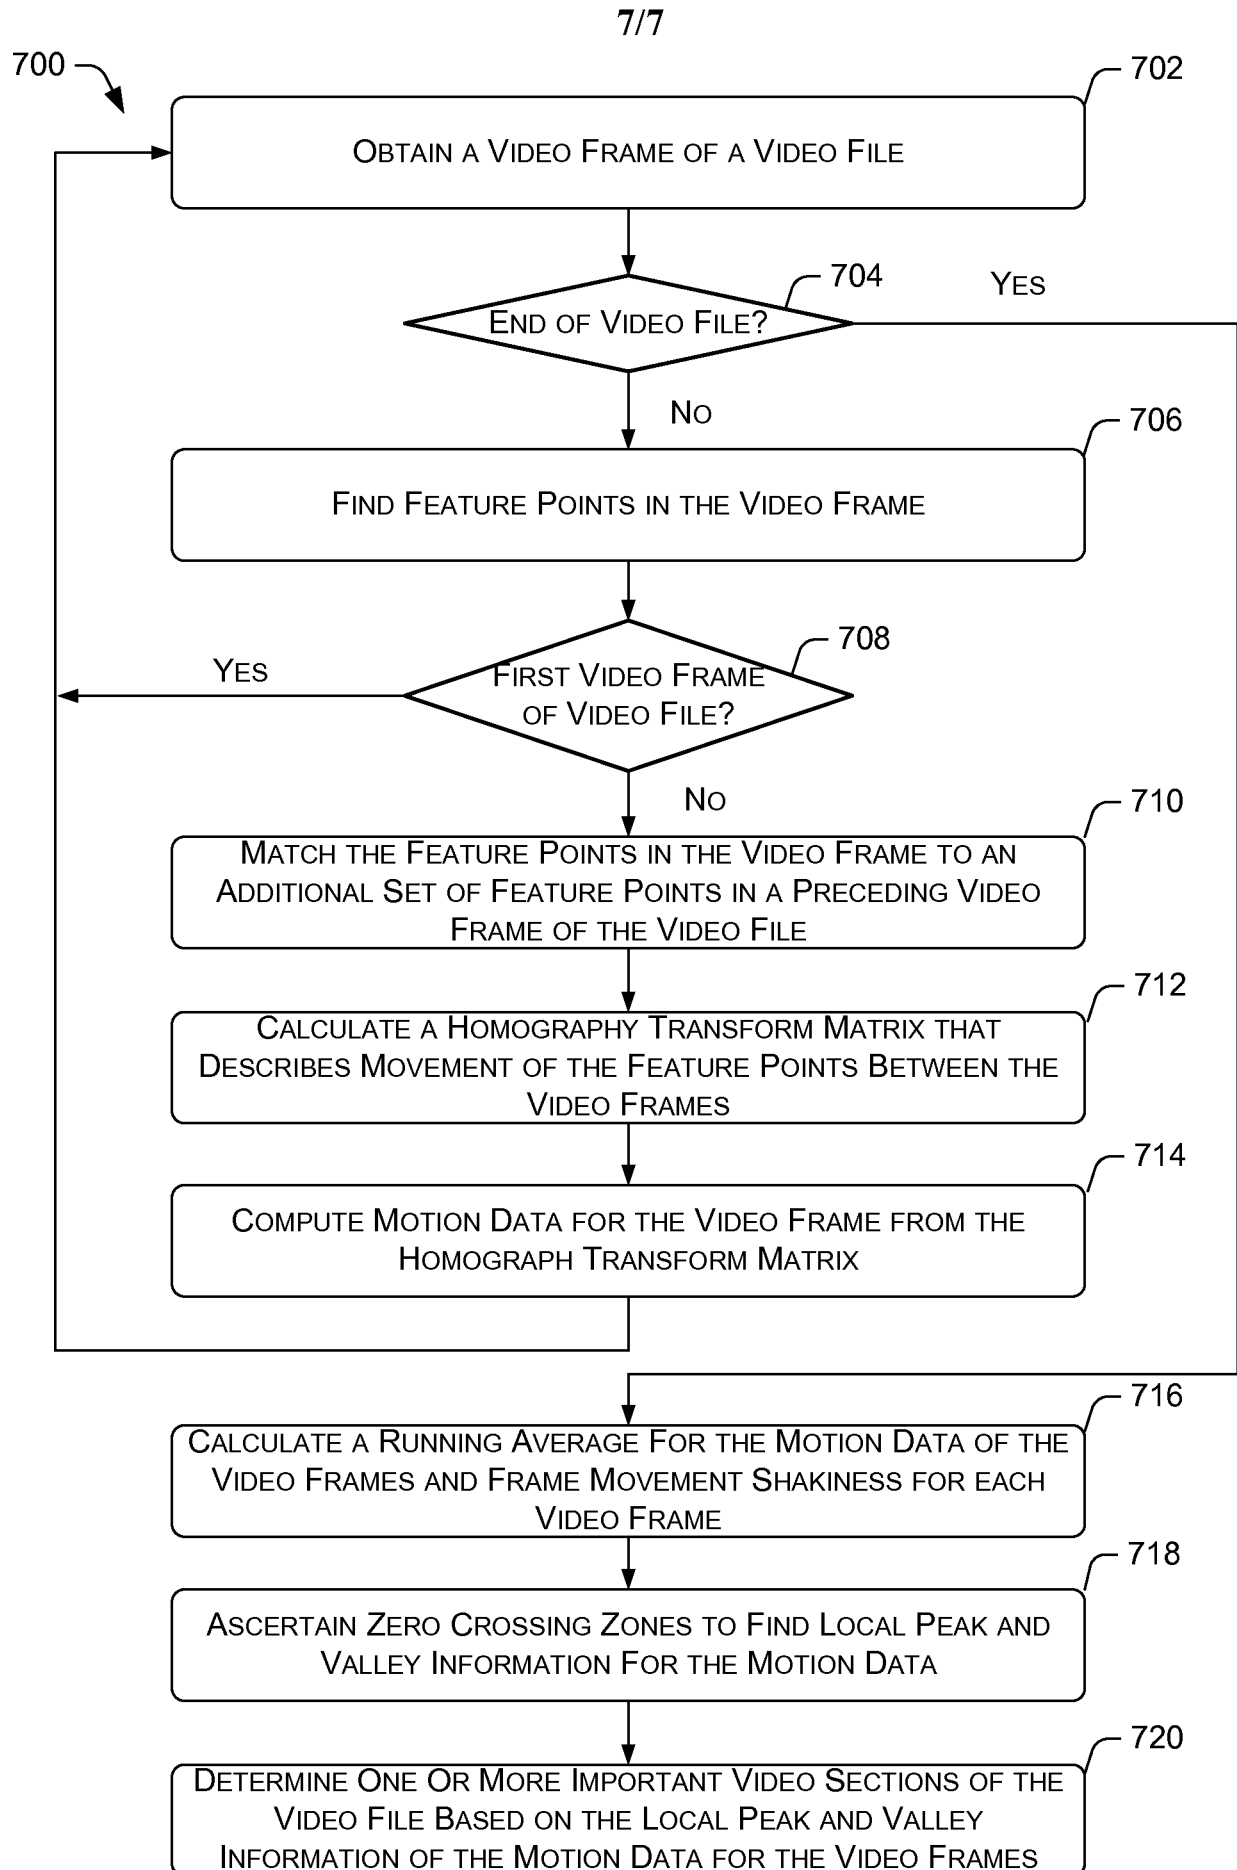 7/7
700
702
OBTAIN A VIDEO FRAME OF A VIDEO FILE
704
YES
END OF VIDEO FILE?
NO
706
FIND FEATURE POINTS IN THE VIDEO FRAME
708
YES
FIRST VIDEO FRAME
OF VIDEO FILE?
NO
710
MATCH THE FEATURE POINTS IN THE VIDEO FRAME TO AN
ADDITIONAL SET OF FEATURE POINTS IN A PRECEDING VIDEO
FRAME OF THE VIDEO FILE
712
CALCULATE A HOMOGRAPHY TRANSFORM MATRIX THAT
DESCRIBES MOVEMENT OF THE FEATURE POINTS BETWEEN THE
VIDEO FRAMES
714
COMPUTE MOTION DATA FOR THE VIDEO FRAME FROM THE
HOMOGRAPH TRANSFORM MATRIX
716
CALCULATE A RUNNING AVERAGE FOR THE MOTION DATA OF THE
VIDEO FRAMES AND FRAME MOVEMENT SHAKINESS FOR EACH
VIDEO FRAME
718
ASCERTAIN ZERO CROSSING ZONES TO FIND LOCAL PEAK AND
VALLEY INFORMATION FOR THE MOTION DATA
720
DETERMINE ONE OR MORE IMPORTANT VIDEO SECTIONS OF THE
VIDEO FILE BASED ON THE LOCAL PEAK AND VALLEY
INFORMATION OF THE MOTION DATA FOR THE VIDEO FRAMES